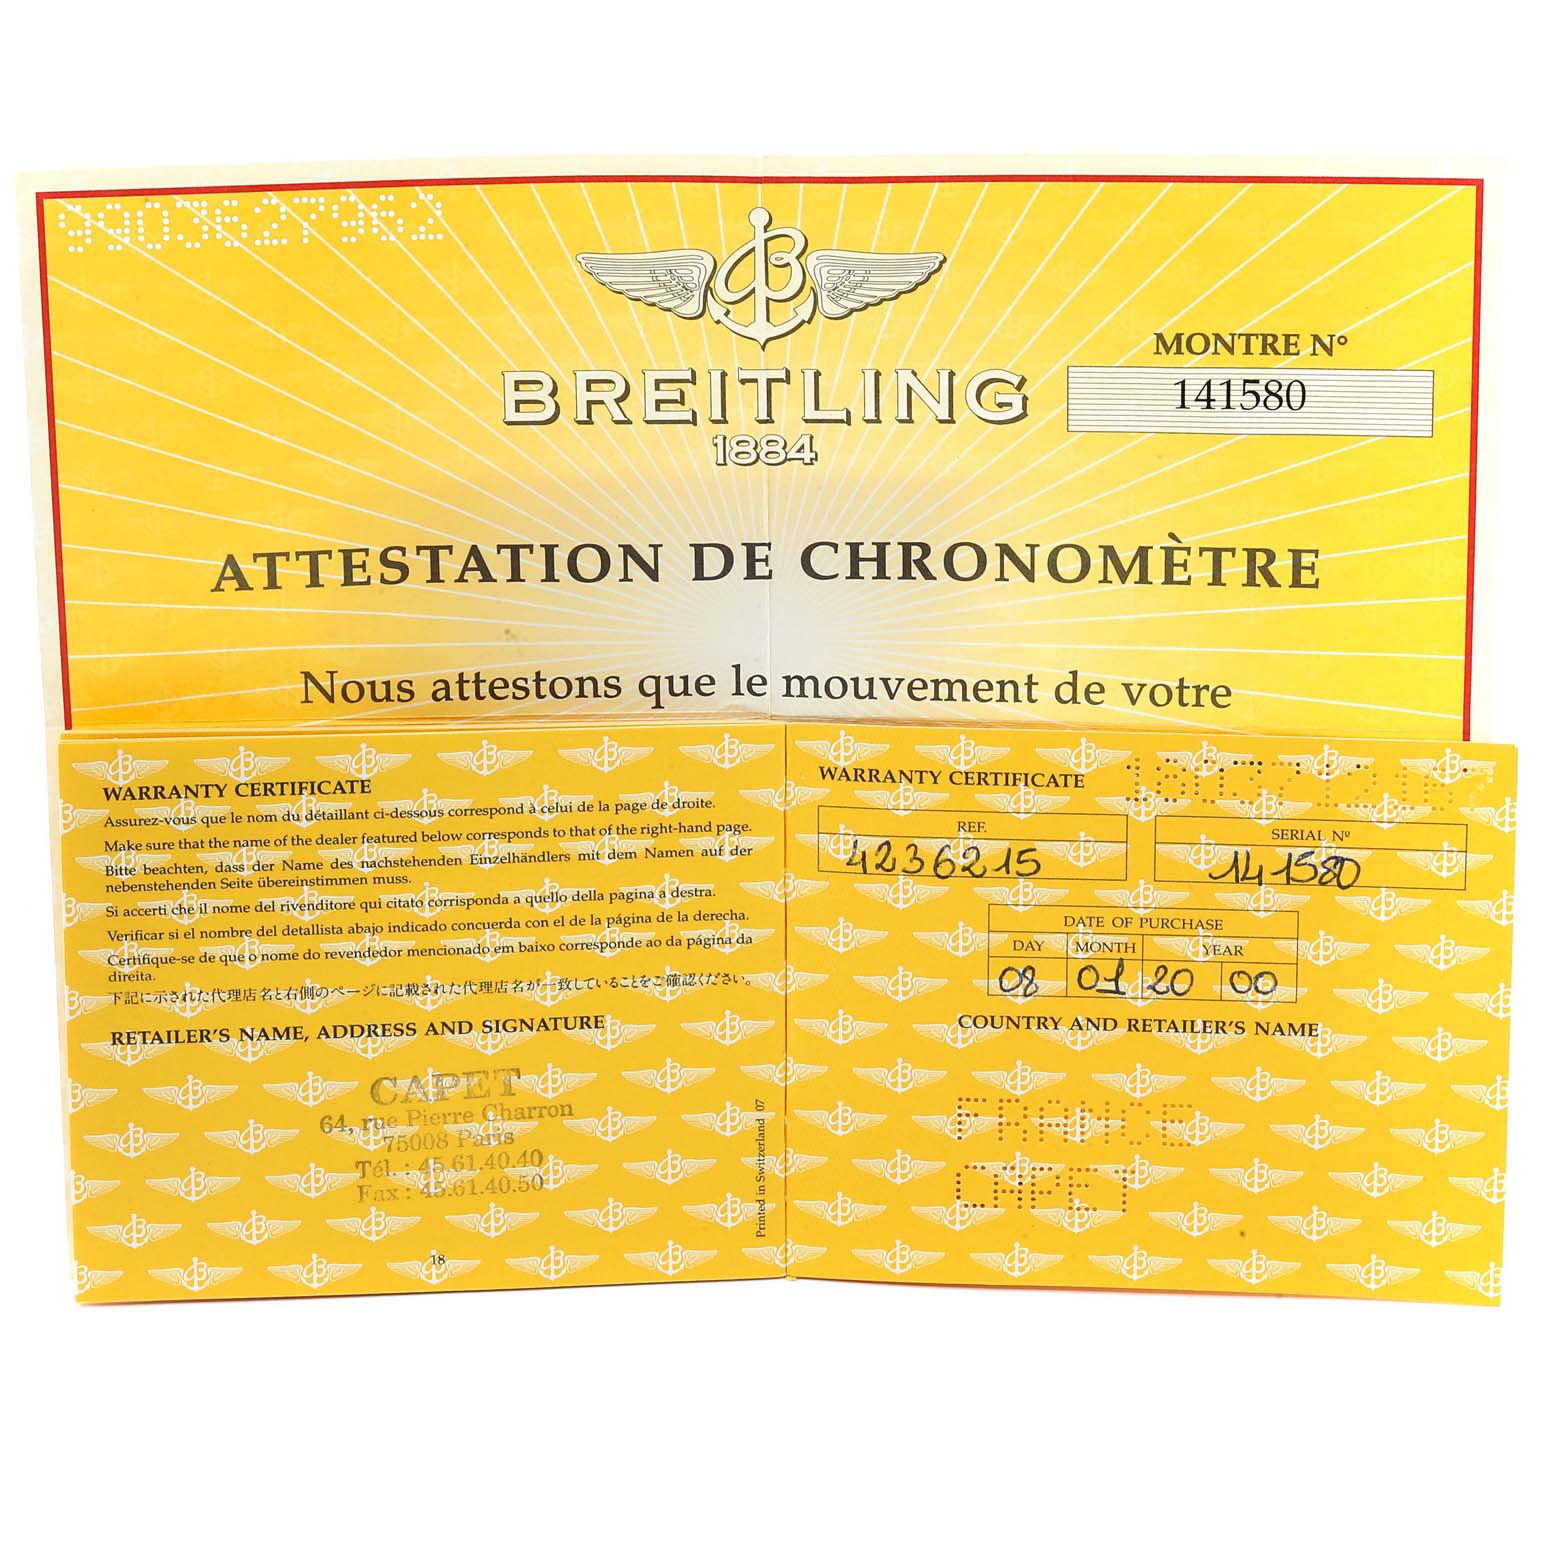 9903627962
B
BREITLING
1884
MONTRE N°
141580
ATTESTATION DE CHRONOMÈTRE
Nous attestons que le mouvement de votre
WARRANTY CERTIFICATE
Assurez-vous que le nom du détaillant ci-dessous correspond à celui de la page de droite.
Make sure that the name of the dealer featured below corresponds to that of the right-hand page.
Bitte beachten, dass der Name des nachstehenden Einzelhändlers mit dem Namen auf der
nebenstehenden Seite übereinstimmen muss.
Si accerti che il nome del rivenditore qui citato corrisponda a quello della pagina a destra.
Verificar si el nombre del detallista abajo indicado concuerda con el de la página de la derecha.
Certifique-se de que o nome do revendedor mencionado em baixo corresponde ao da página da
direita.
下記に示された代理店名と右側のページに記載された代理店名が一致していることをご確認ください。
RETAILER'S NAME, ADDRESS AND SIGNATURE
CAPET
64, rue Pierre Charron
75008 Paris
Tél. : 45.61.40.40
Fax : 45.61.40.50
Printed in Switzerland 07
18
WARRANTY CERTIFICATE
REF.
4236215
SERIAL Nº
141580
DATE OF PURCHASE
DAY MONTH YEAR
08 01 20 00
COUNTRY AND RETAILER'S NAME
FRANCE
CAPET